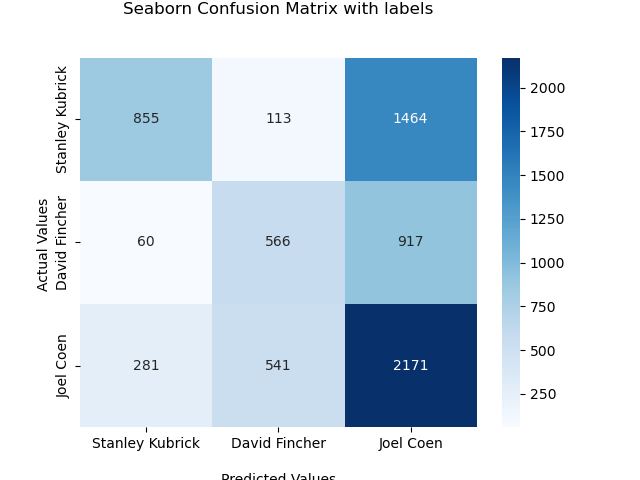 Seaborn Confusion Matrix with labels
Actual Values
Stanley Kubrick
855 113 1464
David Fincher
60 566 917
Joel Coen
281 541 2171
Stanley Kubrick David Fincher Joel Coen
Predicted Values
2000
1750
1500
1250
1000
750
500
250